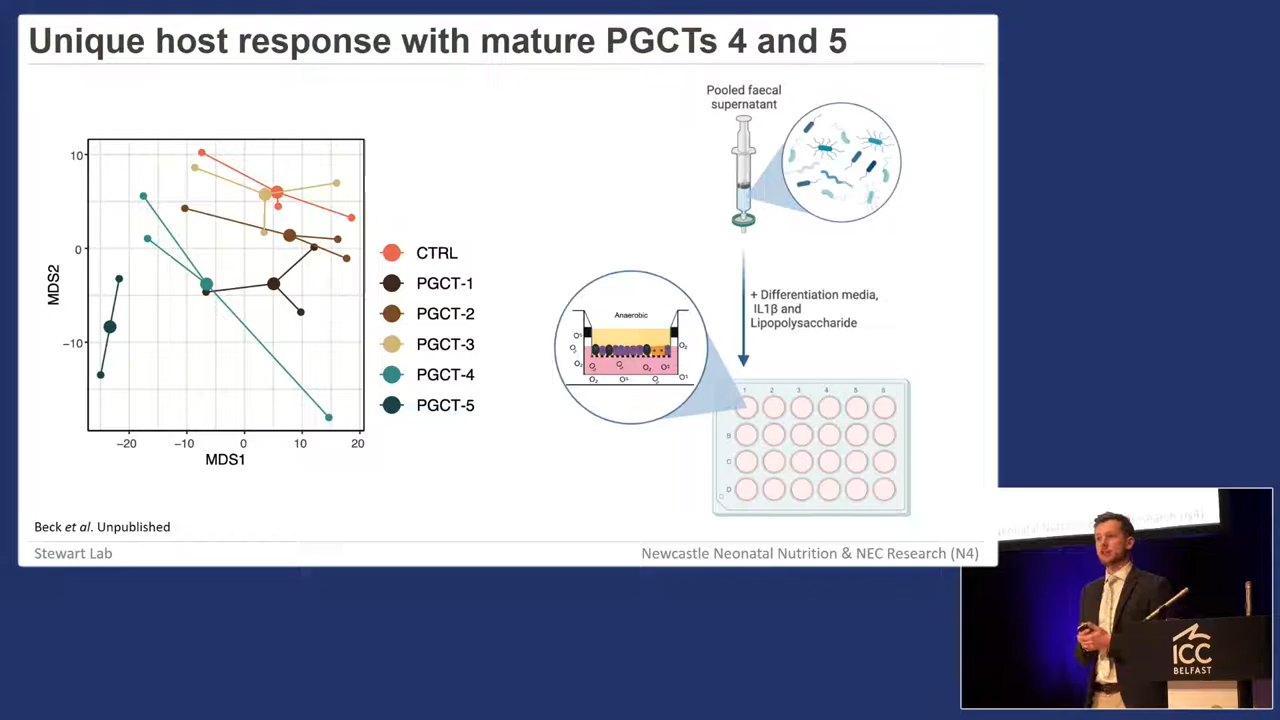 Unique host response with mature PGCTs 4 and 5
Pooled faecal
supernatant
10
0
−10
MDS2
−20
−10
0
10
20
MDS1
CTRL
PGCT-1
PGCT-2
PGCT-3
PGCT-4
PGCT-5
+ Differentiation media,
IL1β and
Lipopolysaccharide
Anaerobic
1 2 3 4 5 6
B
C
D
Beck et al. Unpublished
Stewart Lab
Newcastle Neonatal Nutrition & NEC Research (N4)
ICC
BELFAST